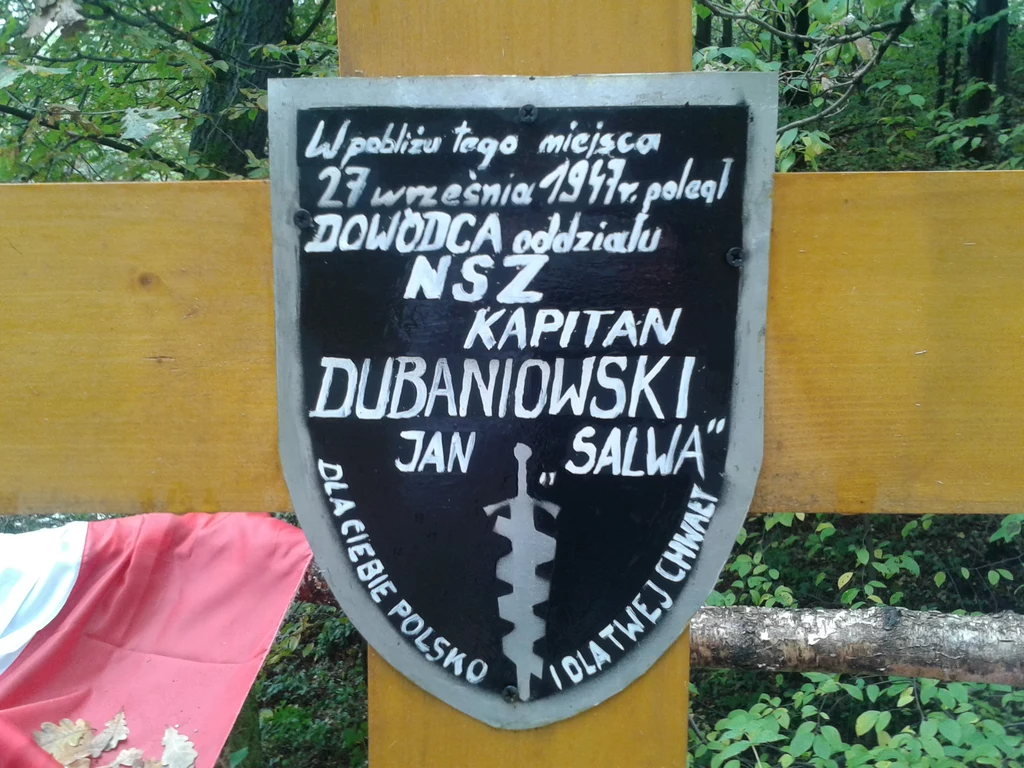 W pobliżu tego miejsca
27 września 1947r. poległ
DOWÓDCA oddziału
NSZ
KAPITAN
DUBANIOWSKI
JAN „SALWA"
DLA CIEBIE POLSKO
I DLA TWEJ CHWAŁY